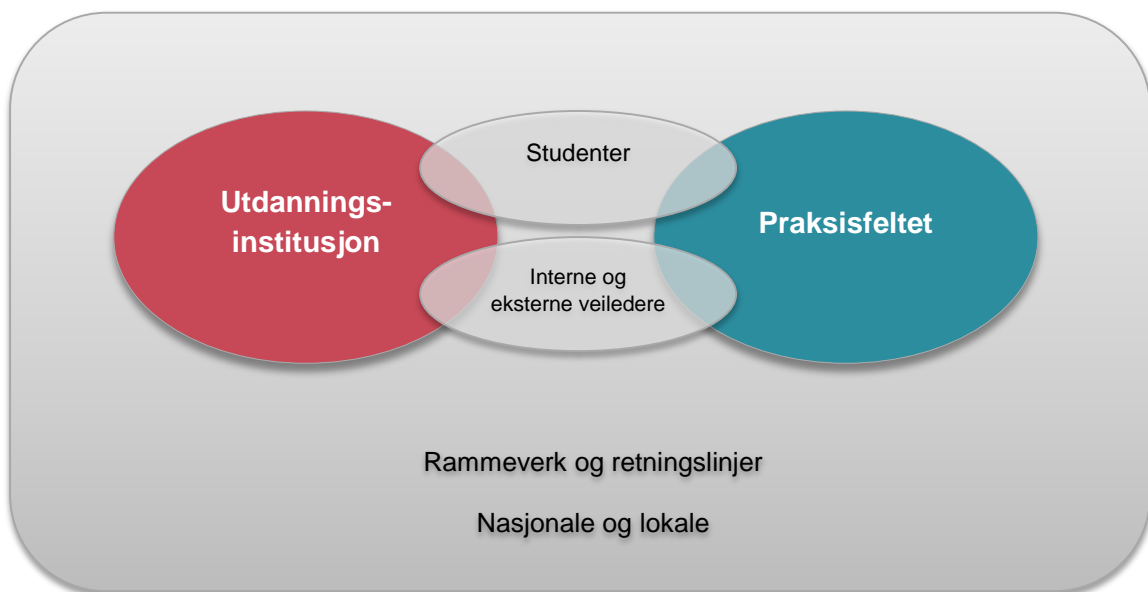 Studenter
Utdannings-
institusjon
Praksisfeltet
Interne og
eksterne veiledere
Rammeverk og retningslinjer
Nasjonale og lokale